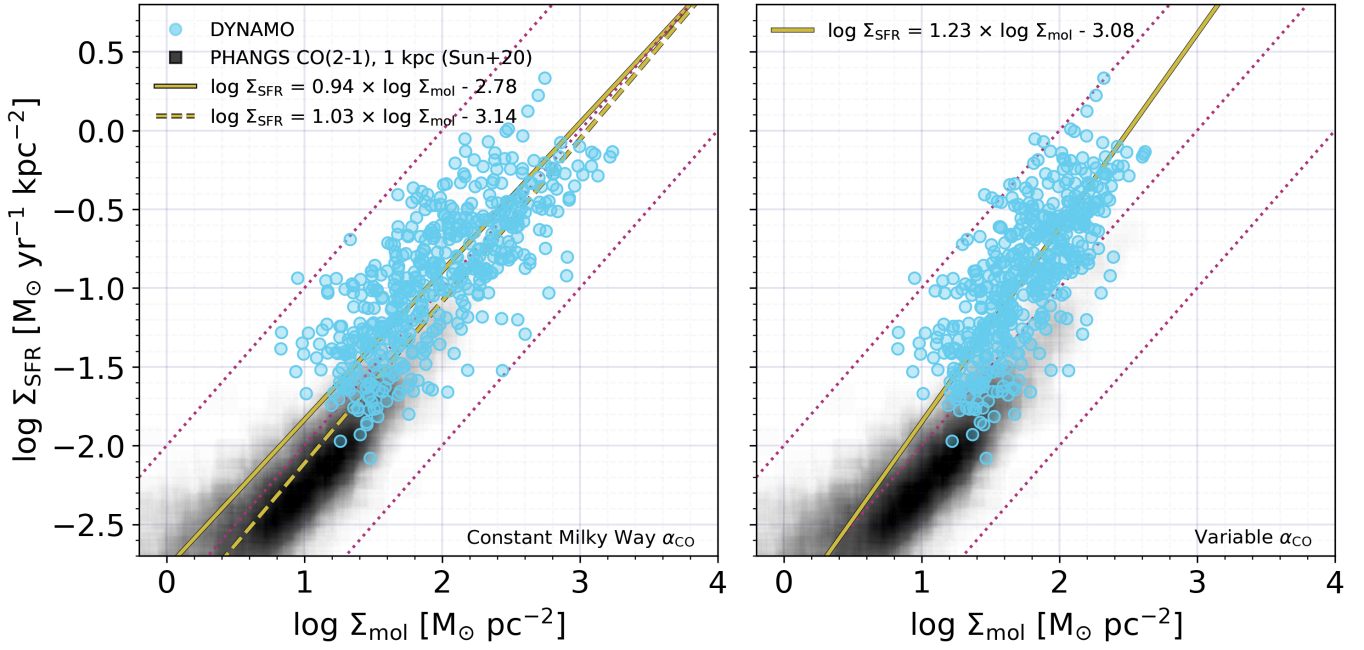 DYNAMO
PHANGS CO(2-1), 1 kpc (Sun+20)
log Σ_SFR = 0.94 × log Σ_mol - 2.78
log Σ_SFR = 1.03 × log Σ_mol - 3.14
log Σ_SFR = 1.23 × log Σ_mol - 3.08
log Σ_SFR [M_⊙ yr⁻¹ kpc⁻²]
0.5
0.0
−0.5
−1.0
−1.5
−2.0
−2.5
Constant Milky Way α_CO
Variable α_CO
0 1 2 3 4
0 1 2 3 4
log Σ_mol [M_⊙ pc⁻²]
log Σ_mol [M_⊙ pc⁻²]